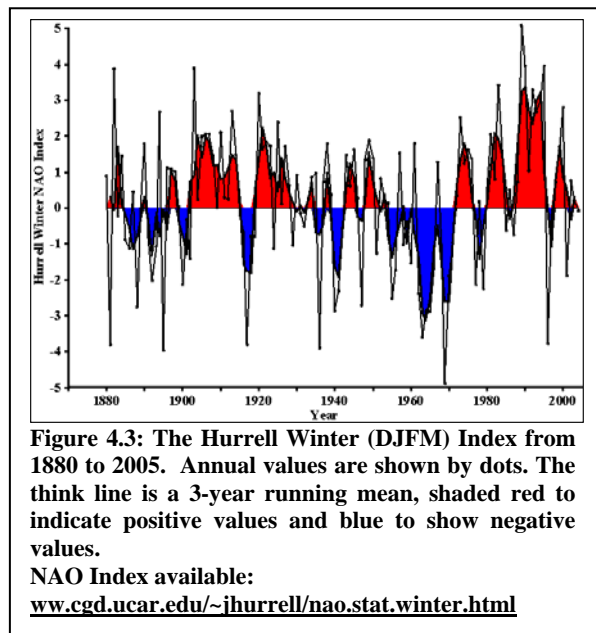 5
4
3
2
1
0
-1
-2
-3
-4
-5
Hurrell Winter NAO Index
1880 1900 1920 1940 1960 1980 2000
Year
Figure 4.3: The Hurrell Winter (DJFM) Index from
1880 to 2005. Annual values are shown by dots. The
think line is a 3-year running mean, shaded red to
indicate positive values and blue to show negative
values.
NAO Index available:
ww.cgd.ucar.edu/~jhurrell/nao.stat.winter.html